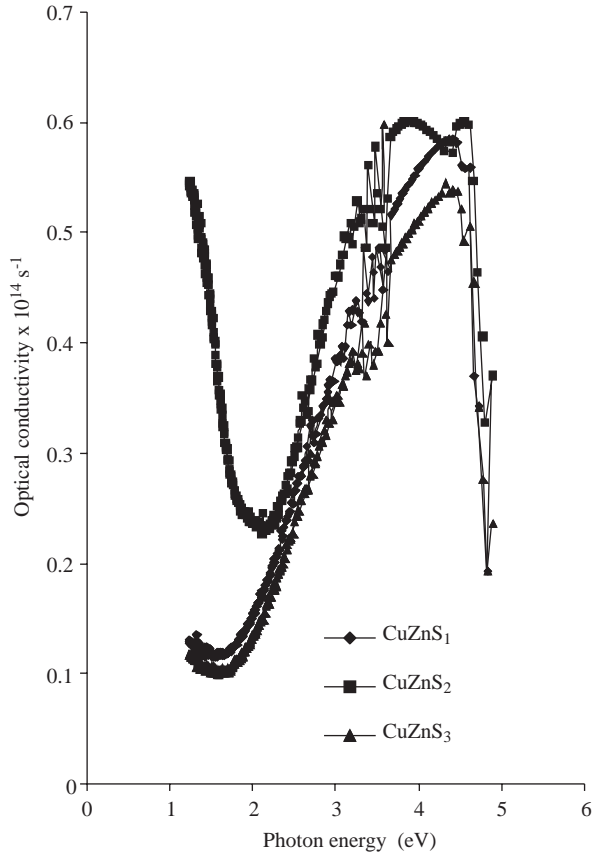 0.7
0.6
0.5
0.4
0.3
0.2
0.1
0
Optical conductivity x 10¹⁴ s⁻¹
CuZnS₁
CuZnS₂
CuZnS₃
0 1 2 3 4 5 6
Photon energy (eV)